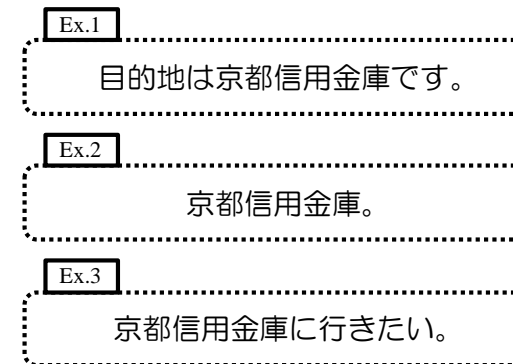 Ex.1
目的地は京都信用金庫です。
Ex.2
京都信用金庫。
Ex.3
京都信用金庫に行きたい。